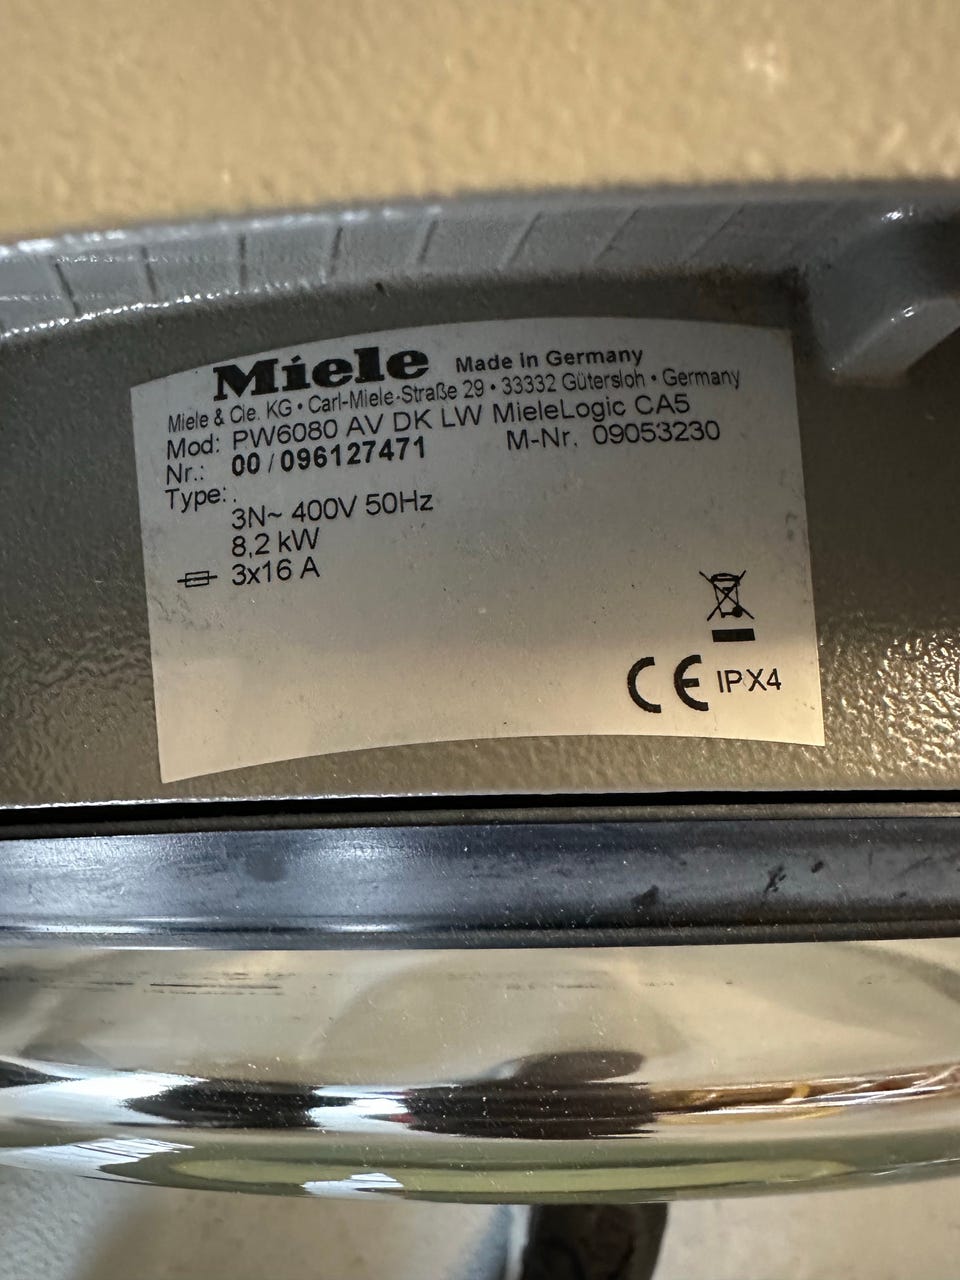 Miele Made in Germany
Miele & Cie. KG • Carl-Miele-Straße 29 • 33332 Gütersloh • Germany
Mod: PW6080 AV DK LW MieleLogic CA5
Nr.: 00/096127471 M-Nr. 09053230
Type: .
3N~ 400V 50Hz
8,2 kW
3x16 A
CE IPX4